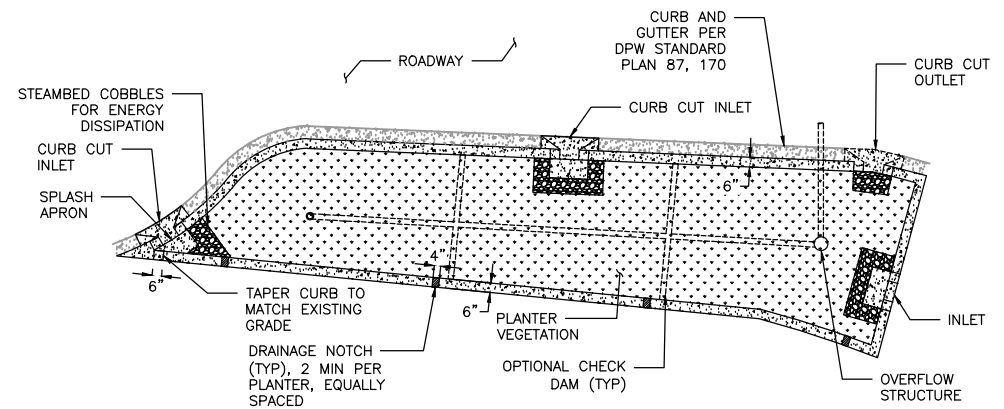 CURB AND
GUTTER PER
DPW STANDARD
PLAN 87, 170
ROADWAY
CURB CUT
OUTLET
STEAMBED COBBLES
FOR ENERGY
DISSIPATION
CURB CUT INLET
CURB CUT
INLET
SPLASH
APRON
6"
4"
6"
6"
TAPER CURB TO
MATCH EXISTING
GRADE
PLANTER
VEGETATION
INLET
DRAINAGE NOTCH
(TYP), 2 MIN PER
PLANTER, EQUALLY
SPACED
OPTIONAL CHECK
DAM (TYP)
OVERFLOW
STRUCTURE